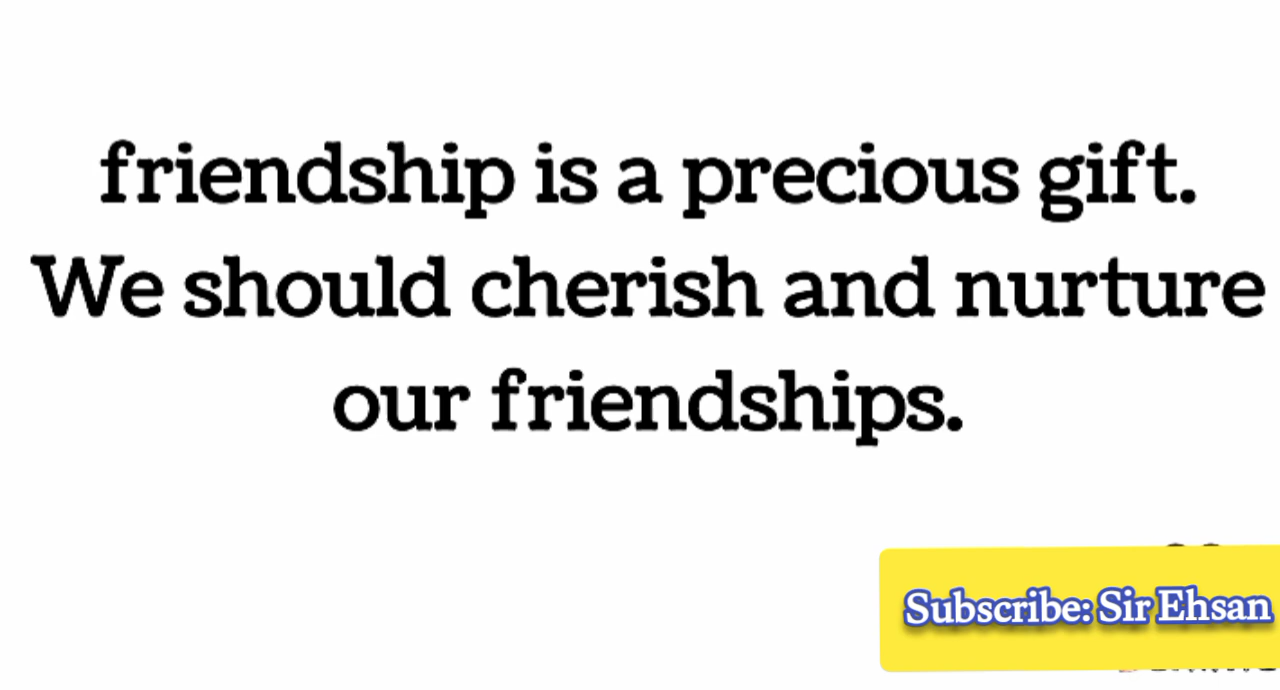 friendship is a precious gift.
We should cherish and nurture
our friendships.
Subscribe: Sir Ehsan